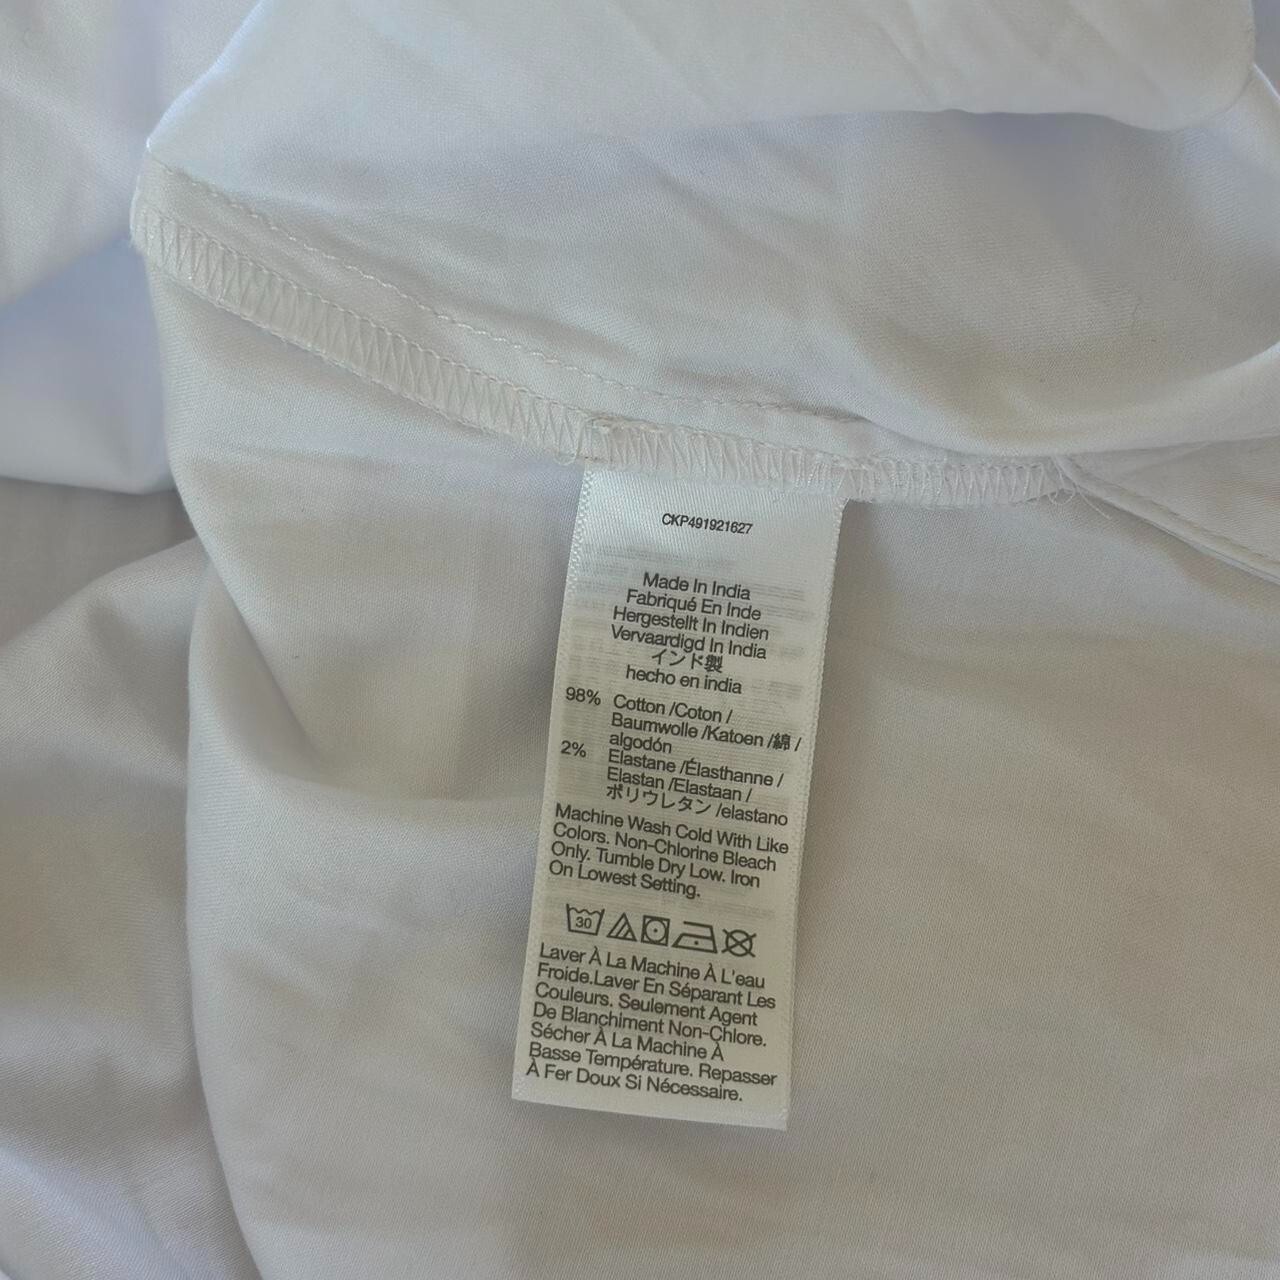 CKP491921627
Made In India
Fabriqué En Inde
Hergestellt In Indien
Vervaardigd In India
インド製
hecho en india
98% Cotton /Coton /
Baumwolle /Katoen /綿 /
algodón
2% Elastane /Élasthanne /
Elastan /Elastaan /
ポリウレタン /elastano
Machine Wash Cold With Like
Colors. Non-Chlorine Bleach
Only. Tumble Dry Low. Iron
On Lowest Setting.
30
Laver À La Machine À L'eau
Froide.Laver En Séparant Les
Couleurs. Seulement Agent
De Blanchiment Non-Chlore.
Sécher À La Machine À
Basse Température. Repasser
À Fer Doux Si Nécessaire.